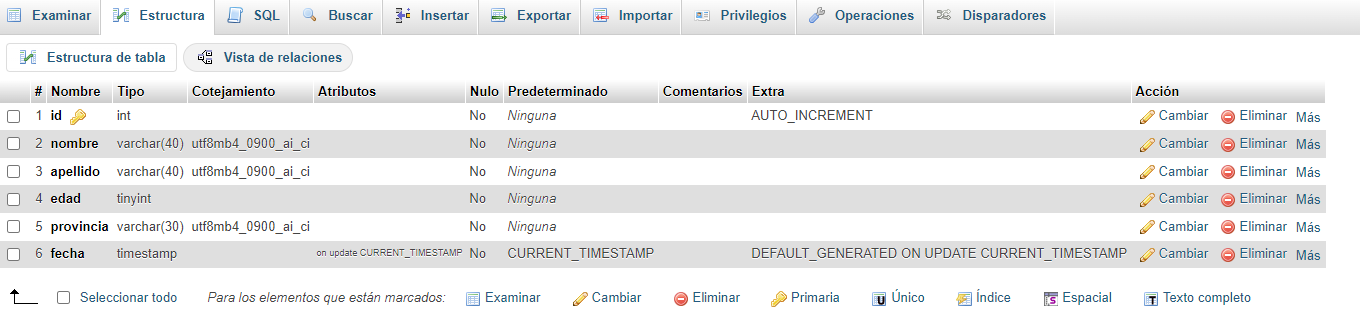 Examinar Estructura SQL Buscar Insertar Exportar Importar Privilegios Operaciones Disparadores
Estructura de tabla Vista de relaciones
# Nombre Tipo Cotejamiento Atributos Nulo Predeterminado Comentarios Extra Acción
1 id int No Ninguna AUTO_INCREMENT Cambiar Eliminar Más
2 nombre varchar(40) utf8mb4_0900_ai_ci No Ninguna Cambiar Eliminar Más
3 apellido varchar(40) utf8mb4_0900_ai_ci No Ninguna Cambiar Eliminar Más
4 edad tinyint No Ninguna Cambiar Eliminar Más
5 provincia varchar(30) utf8mb4_0900_ai_ci No Ninguna Cambiar Eliminar Más
6 fecha timestamp on update CURRENT_TIMESTAMP No CURRENT_TIMESTAMP DEFAULT_GENERATED ON UPDATE CURRENT_TIMESTAMP Cambiar Eliminar Más
Seleccionar todo Para los elementos que están marcados: Examinar Cambiar Eliminar Primaria Único Índice Espacial Texto completo